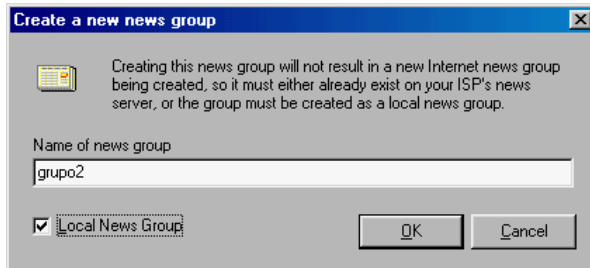 Create a new news group
Creating this news group will not result in a new Internet news group
being created, so it must either already exist on your ISP's news
server, or the group must be created as a local news group.
Name of news group
grupo2
Local News Group
OK
Cancel